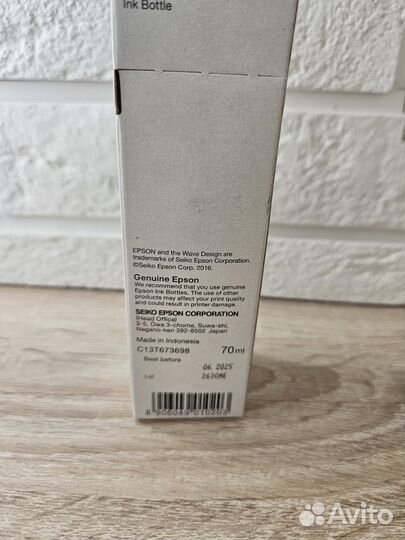 Ink Bottle
EPSON and the Wave Design are
trademarks of Seiko Epson Corporation.
©Seiko Epson Corp. 2016.
Genuine Epson
We recommend that you use genuine
Epson Ink Bottles. The use of other
products may affect your print quality
and could result in printer damage.
SEIKO EPSON CORPORATION
(Head Office)
3-5, Owa 3-chome, Suwa-shi,
Nagano-ken 392-8502 Japan
Made in Indonesia
C13T673698 70ml
Best before 06. 2025
Lot 2630ME
8 906049 010203
Avito